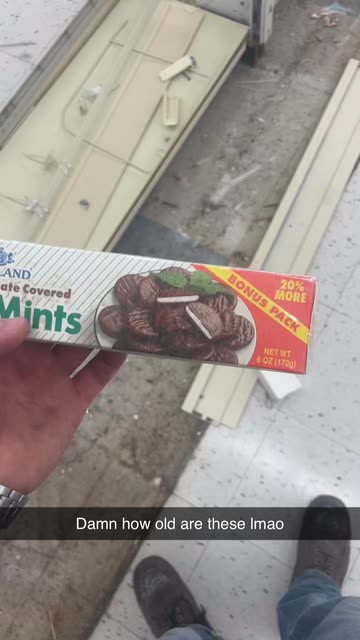 LAND
ate Covered
Mints
BONUS PACK
20%
MORE
NET WT
6 OZ (170g)
Damn how old are these lmao